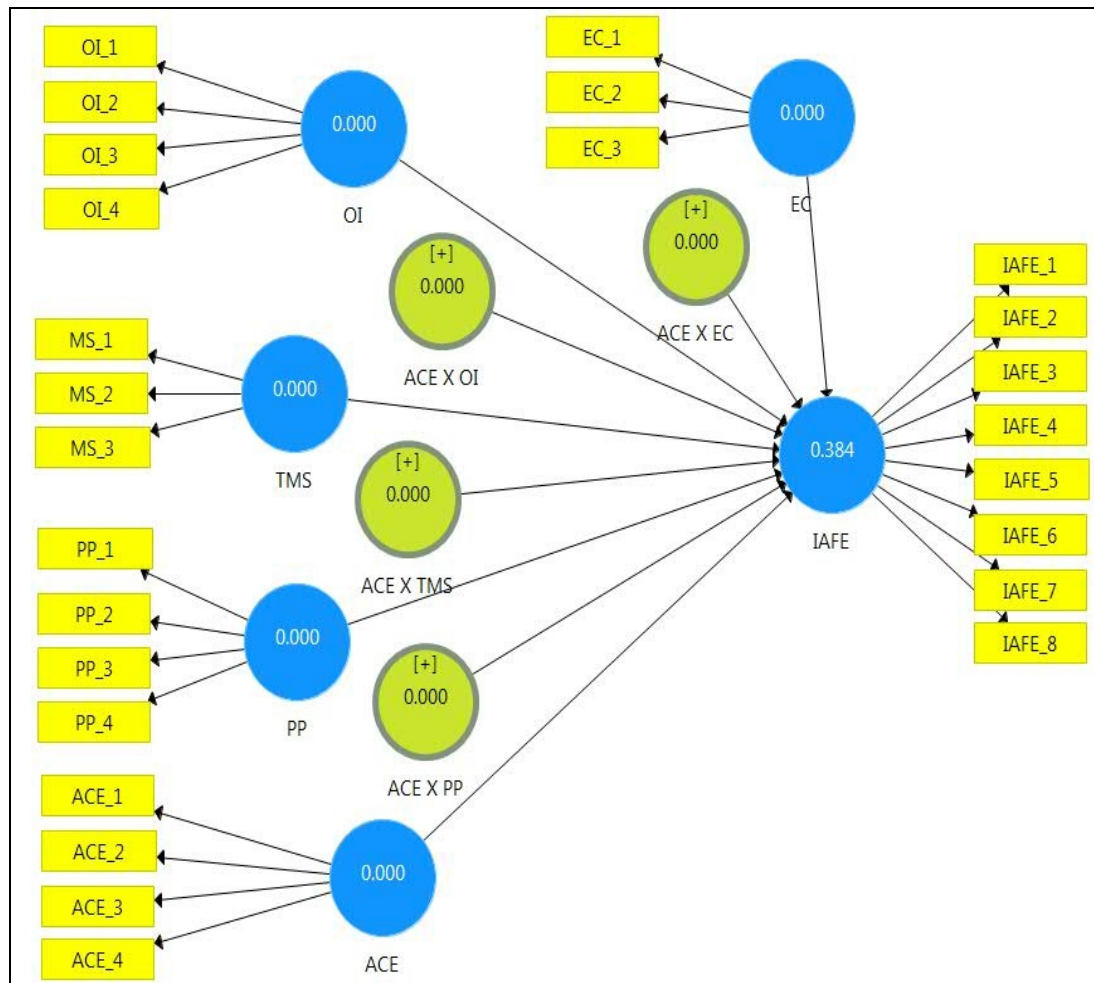 OI_1
OI_2
OI_3
OI_4
0.000
OI
EC_1
EC_2
EC_3
0.000
EC
[+]
0.000
ACE X OI
[+]
0.000
ACE X EC
MS_1
MS_2
MS_3
0.000
TMS
[+]
0.000
ACE X TMS
PP_1
PP_2
PP_3
PP_4
0.000
PP
[+]
0.000
ACE X PP
ACE_1
ACE_2
ACE_3
ACE_4
0.000
ACE
0.384
IAFE
IAFE_1
IAFE_2
IAFE_3
IAFE_4
IAFE_5
IAFE_6
IAFE_7
IAFE_8